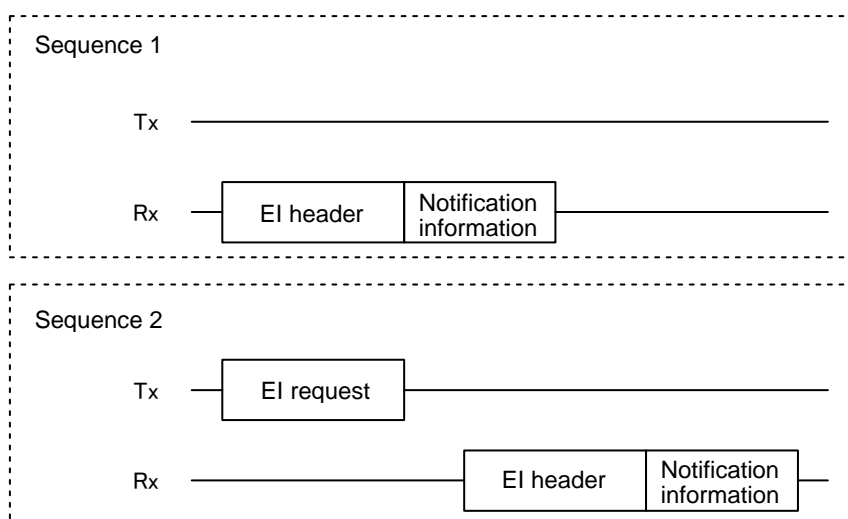 Sequence 1
Tx
Rx
EI header
Notification
information
Sequence 2
Tx
EI request
Rx
EI header
Notification
information